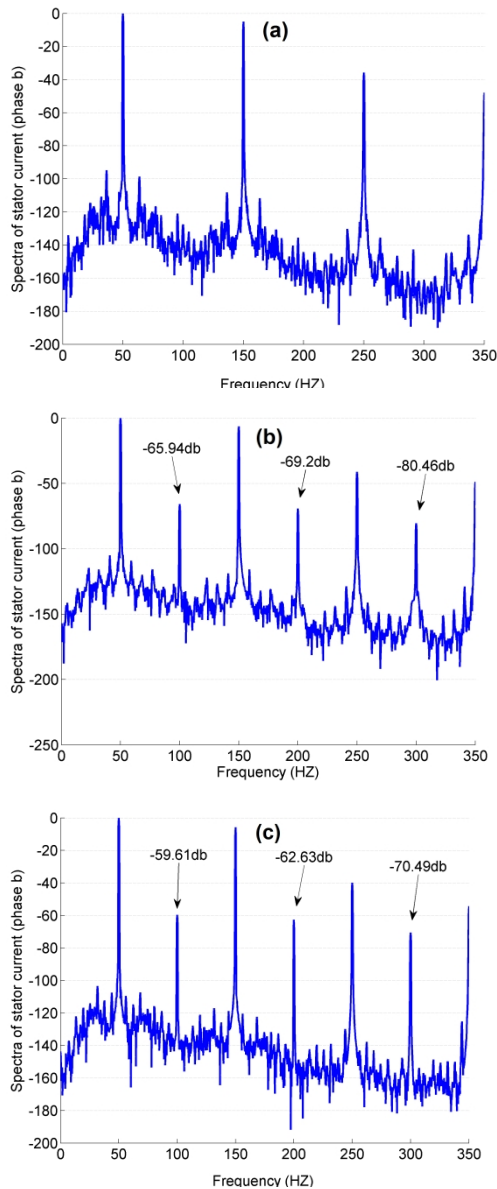 (a)
Spectra of stator current (phase b)
0
-20
-40
-60
-80
-100
-120
-140
-160
-180
-200
0 50 100 150 200 250 300 350
Frequency (HZ)
(b)
Spectra of stator current (phase b)
0
-50
-100
-150
-200
-250
-65.94db
-69.2db
-80.46db
0 50 100 150 200 250 300 350
Frequency (HZ)
(c)
Spectra of stator current (phase b)
0
-20
-40
-60
-80
-100
-120
-140
-160
-180
-200
-59.61db
-62.63db
-70.49db
0 50 100 150 200 250 300 350
Frequency (HZ)